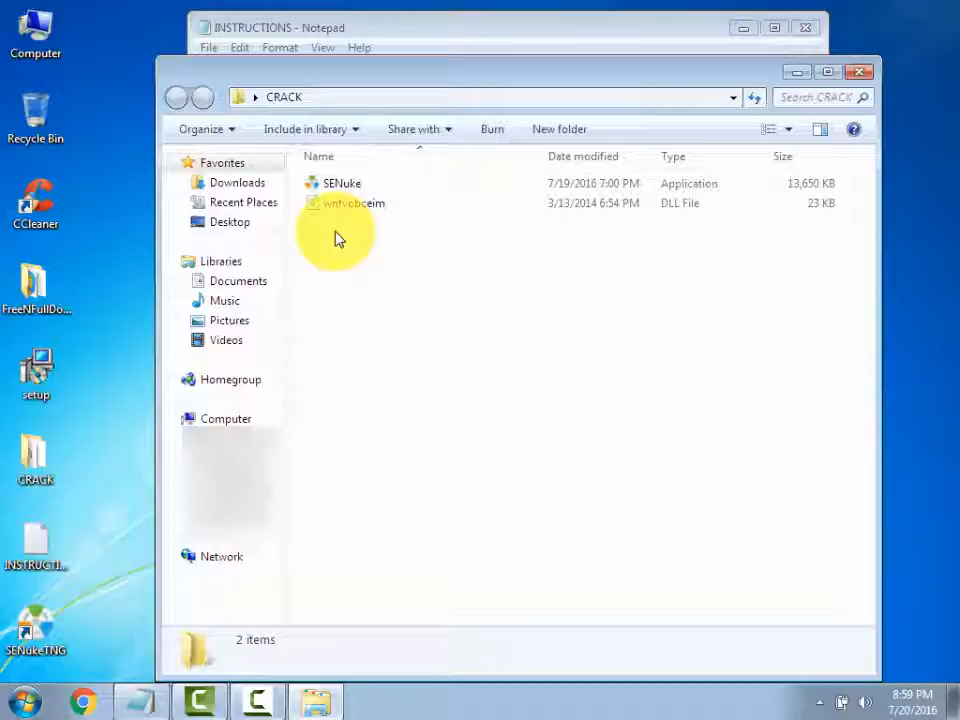 INSTRUCTIONS - Notepad
File Edit Format View Help
CRACK
Search CRACK
Organize Include in library Share with Burn New folder
Name Date modified Type Size
SENuke 7/19/2016 7:00 PM Application 13,650 KB
wntvobceim 3/13/2014 6:54 PM DLL File 23 KB
Favorites
Downloads
Recent Places
Desktop
Libraries
Documents
Music
Pictures
Videos
Homegroup
Computer
Network
2 items
Computer
Recycle Bin
CCleaner
FreeNFullDo...
setup
CRACK
INSTRUCTI...
SENukeTNG
8:59 PM
7/20/2016